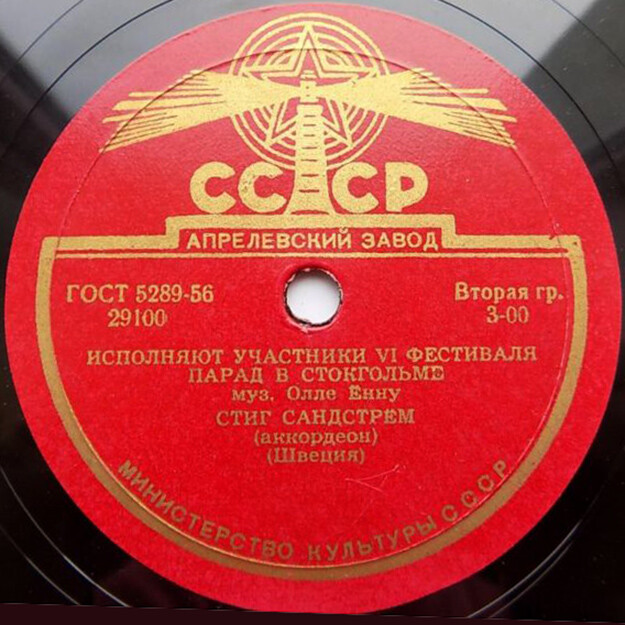 СССР
АПРЕЛЕВСКИЙ ЗАВОД
ГОСТ 5289-56
29100
Вторая гр.
3-00
ИСПОЛНЯЮТ УЧАСТНИКИ VI ФЕСТИВАЛЯ
ПАРАД В СТОКГОЛЬМЕ
муз. Олле Ённу
СТИГ САНДСТРЕМ
(аккордеон)
(Швеция)
МИНИСТЕРСТВО КУЛЬТУРЫ СССР